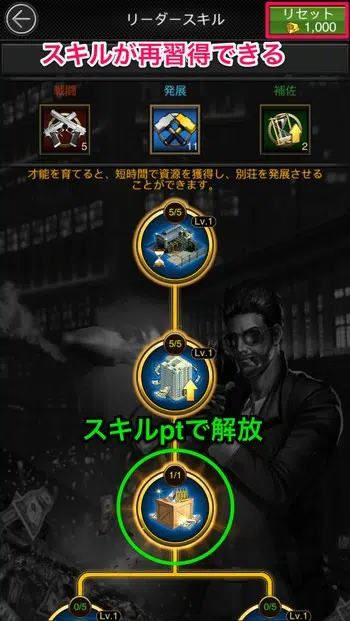 リーダースキル
リセット
1,000
スキルが再習得できる
戦闘
発展
補佐
5
11
2
才能を育てると、短時間で資源を獲得し、別荘を発展させる
ことができます。
5/5
Lv.1
5/5
Lv.1
スキルptで解放
1/1
0/5
Lv.1
0/5
Lv.1